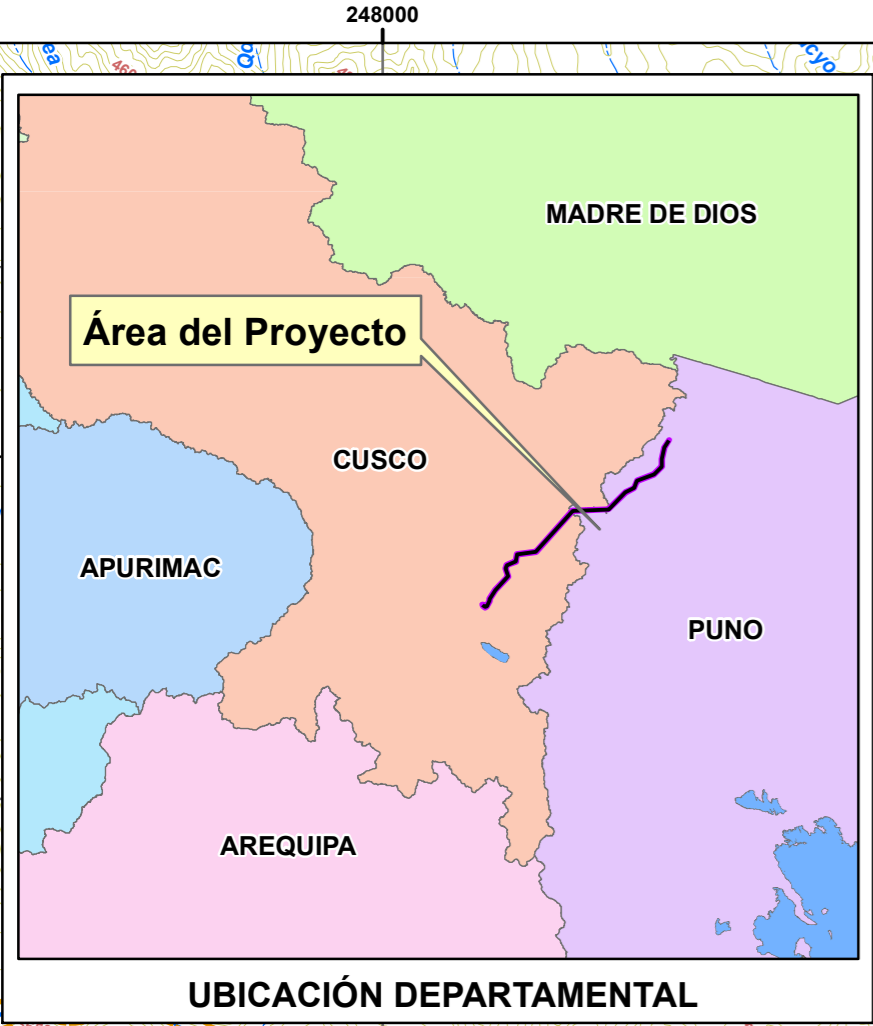 248000
MADRE DE DIOS
Área del Proyecto
CUSCO
APURIMAC
PUNO
AREQUIPA
UBICACIÓN DEPARTAMENTAL